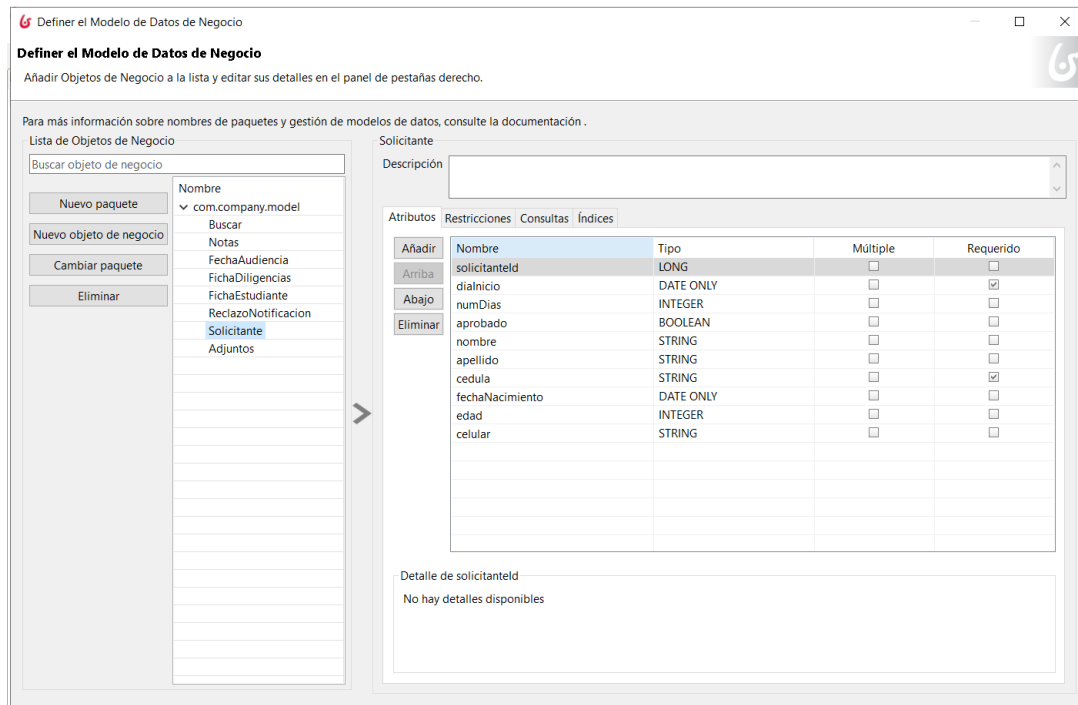 Definer el Modelo de Datos de Negocio
Definer el Modelo de Datos de Negocio
Añadir Objetos de Negocio a la lista y editar sus detalles en el panel de pestañas derecho.
Para más información sobre nombres de paquetes y gestión de modelos de datos, consulte la documentación .
Lista de Objetos de Negocio
Buscar objeto de negocio
Nuevo paquete
Nuevo objeto de negocio
Cambiar paquete
Eliminar
Nombre
com.company.model
Buscar
Notas
FechaAudiencia
FichaDiligencias
FichaEstudiante
ReclazoNotificacion
Solicitante
Adjuntos
Solicitante
Descripción
Atributos Restricciones Consultas Índices
Añadir
Arriba
Abajo
Eliminar
Nombre Tipo Múltiple Requerido
solicitanteId LONG
diaInicio DATE ONLY
numDias INTEGER
aprobado BOOLEAN
nombre STRING
apellido STRING
cedula STRING
fechaNacimiento DATE ONLY
edad INTEGER
celular STRING
Detalle de solicitanteId
No hay detalles disponibles